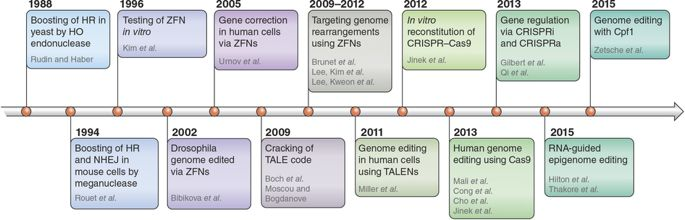 1988
Boosting of HR in
yeast by HO
endonuclease
Rudin and Haber
1996
Testing of ZFN
in vitro
Kim et al.
2005
Gene correction
in human cells
via ZFNs
Urnov et al.
2009–2012
Targeting genome
rearrangements
using ZFNs
Brunet et al.
Lee, Kim et al.
Lee, Kweon et al.
2012
In vitro
reconstitution of
CRISPR–Cas9
Jinek et al.
2013
Gene regulation
via CRISPRi
and CRISPRa
Gilbert et al.
Qi et al.
2015
Genome editing
with Cpf1
Zetsche et al.
1994
Boosting of HR
and NHEJ in
mouse cells by
meganuclease
Rouet et al.
2002
Drosophila
genome edited
via ZFNs
Bibikova et al.
2009
Cracking of
TALE code
Boch et al.
Moscou and
Bogdanove
2011
Genome editing
in human cells
using TALENs
Miller et al.
2013
Human genome
editing using Cas9
Mali et al.
Cong et al.
Cho et al.
Jinek et al.
2015
RNA-guided
epigenome editing
Hilton et al.
Thakore et al.